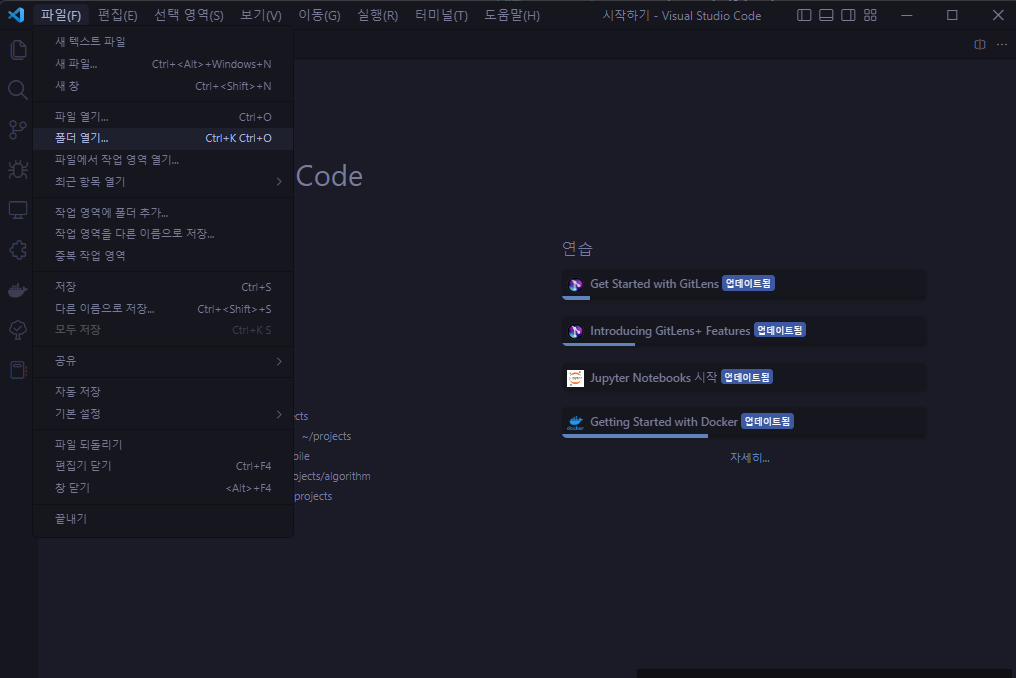 파일(F) 편집(E) 선택 영역(S) 보기(V) 이동(G) 실행(R) 터미널(T) 도움말(H) 시작하기 - Visual Studio Code
새 텍스트 파일
새 파일... Ctrl+<Alt>+Windows+N
새 창 Ctrl+<Shift>+N
파일 열기... Ctrl+O
폴더 열기... Ctrl+K Ctrl+O
파일에서 작업 영역 열기...
최근 항목 열기
작업 영역에 폴더 추가...
작업 영역을 다른 이름으로 저장...
중복 작업 영역
저장 Ctrl+S
다른 이름으로 저장... Ctrl+<Shift>+S
모두 저장 Ctrl+K S
공유
자동 저장
기본 설정
파일 되돌리기
편집기 닫기 Ctrl+F4
창 닫기 <Alt>+F4
끝내기
Code
~/projects
ojects/algorithm
projects
연습
Get Started with GitLens 업데이트됨
Introducing GitLens+ Features 업데이트됨
Jupyter Notebooks 시작 업데이트됨
Getting Started with Docker 업데이트됨
자세히...